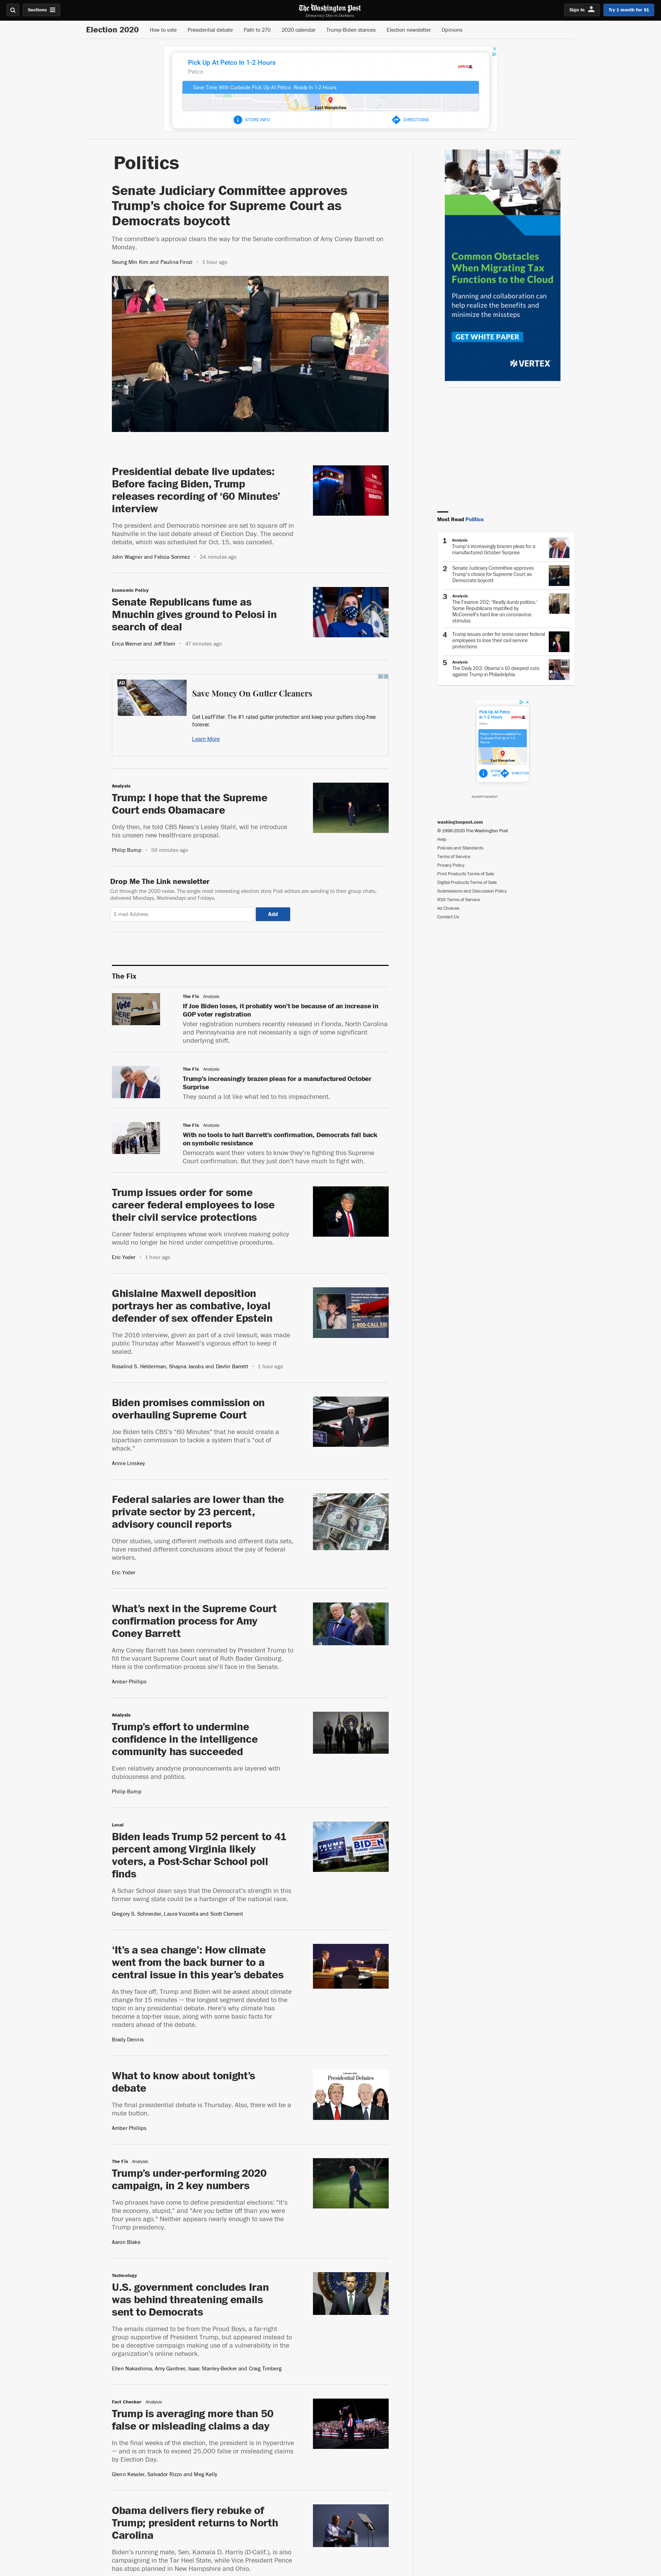 Sections
The Washington Post
Democracy Dies in Darkness
Sign In
Try 1 month for $1
Election 2020
How to vote
Presidential debate
Path to 270
2020 calendar
Trump-Biden stances
Election newsletter
Opinions
Pick Up At Petco In 1-2 Hours
Petco
petco
Save Time With Curbside Pick Up At Petco. Ready In 1-2 Hours
East Wenatchee
STORE INFO
DIRECTIONS
Politics
Senate Judiciary Committee approves
Trump’s choice for Supreme Court as
Democrats boycott
The committee's approval clears the way for the Senate confirmation of Amy Coney Barrett on
Monday.
Seung Min Kim and Paulina Firozi • 1 hour ago
Presidential debate live updates:
Before facing Biden, Trump
releases recording of ‘60 Minutes’
interview
The president and Democratic nominee are set to square off in
Nashville in the last debate ahead of Election Day. The second
debate, which was scheduled for Oct. 15, was canceled.
John Wagner and Felicia Sonmez • 24 minutes ago
Economic Policy
Senate Republicans fume as
Mnuchin gives ground to Pelosi in
search of deal
Erica Werner and Jeff Stein • 47 minutes ago
AD
Save Money On Gutter Cleaners
Get LeafFilter. The #1 rated gutter protection and keep your gutters clog-free
forever.
Learn More
Analysis
Trump: I hope that the Supreme
Court ends Obamacare
Only then, he told CBS News's Lesley Stahl, will he introduce
his unseen new health-care proposal.
Philip Bump • 59 minutes ago
Drop Me The Link newsletter
Cut through the 2020 noise. The single most interesting election story Post editors are sending to their group chats,
delivered Mondays, Wednesdays and Fridays.
E-mail Address
Add
The Fix
The Fix Analysis
If Joe Biden loses, it probably won’t be because of an increase in
GOP voter registration
Voter registration numbers recently released in Florida, North Carolina
and Pennsylvania are not necessarily a sign of some significant
underlying shift.
The Fix Analysis
Trump’s increasingly brazen pleas for a manufactured October
Surprise
They sound a lot like what led to his impeachment.
The Fix Analysis
With no tools to halt Barrett’s confirmation, Democrats fall back
on symbolic resistance
Democrats want their voters to know they're fighting this Supreme
Court confirmation. But they just don't have much to fight with.
Trump issues order for some
career federal employees to lose
their civil service protections
Career federal employees whose work involves making policy
would no longer be hired under competitive procedures.
Eric Yoder • 1 hour ago
Ghislaine Maxwell deposition
portrays her as combative, loyal
defender of sex offender Epstein
The 2016 interview, given as part of a civil lawsuit, was made
public Thursday after Maxwell's vigorous effort to keep it
sealed.
1-800-CALL FBI
Rosalind S. Helderman, Shayna Jacobs and Devlin Barrett • 1 hour ago
Biden promises commission on
overhauling Supreme Court
Joe Biden tells CBS's “60 Minutes” that he would create a
bipartisan commission to tackle a system that's “out of
whack.”
Annie Linskey
Federal salaries are lower than the
private sector by 23 percent,
advisory council reports
Other studies, using different methods and different data sets,
have reached different conclusions about the pay of federal
workers.
Eric Yoder
What’s next in the Supreme Court
confirmation process for Amy
Coney Barrett
Amy Coney Barrett has been nominated by President Trump to
fill the vacant Supreme Court seat of Ruth Bader Ginsburg.
Here is the confirmation process she'll face in the Senate.
Amber Phillips
Analysis
Trump’s effort to undermine
confidence in the intelligence
community has succeeded
Even relatively anodyne pronouncements are layered with
dubiousness and politics.
Philip Bump
Local
Biden leads Trump 52 percent to 41
percent among Virginia likely
voters, a Post-Schar School poll
finds
A Schar School dean says that the Democrat's strength in this
former swing state could be a harbinger of the national race.
TRUMP
BIDEN
Gregory S. Schneider, Laura Vozzella and Scott Clement
‘It’s a sea change’: How climate
went from the back burner to a
central issue in this year’s debates
As they face off, Trump and Biden will be asked about climate
change for 15 minutes — the longest segment devoted to the
topic in any presidential debate. Here's why climate has
become a top-tier issue, along with some basic facts for
readers ahead of the debate.
Brady Dennis
What to know about tonight’s
debate
The final presidential debate is Thursday. Also, there will be a
mute button.
Presidential Debates
Amber Phillips
The Fix Analysis
Trump’s under-performing 2020
campaign, in 2 key numbers
Two phrases have come to define presidential elections: "It's
the economy, stupid," and "Are you better off than you were
four years ago." Neither appears nearly enough to save the
Trump presidency.
Aaron Blake
Technology
U.S. government concludes Iran
was behind threatening emails
sent to Democrats
The emails claimed to be from the Proud Boys, a far-right
group supportive of President Trump, but appeared instead to
be a deceptive campaign making use of a vulnerability in the
organization's online network.
Ellen Nakashima, Amy Gardner, Isaac Stanley-Becker and Craig Timberg
Fact Checker Analysis
Trump is averaging more than 50
false or misleading claims a day
In the final weeks of the election, the president is in hyperdrive
— and is on track to exceed 25,000 false or misleading claims
by Election Day.
Glenn Kessler, Salvador Rizzo and Meg Kelly
Obama delivers fiery rebuke of
Trump; president returns to North
Carolina
Biden's running mate, Sen. Kamala D. Harris (D-Calif.), is also
campaigning in the Tar Heel State, while Vice President Pence
has stops planned in New Hampshire and Ohio.
Common Obstacles
When Migrating Tax
Functions to the Cloud
Planning and collaboration can
help realize the benefits and
minimize the missteps
GET WHITE PAPER
VERTEX
Most Read Politics
1
Analysis
Trump's increasingly brazen pleas for a
manufactured October Surprise
2
Senate Judiciary Committee approves
Trump's choice for Supreme Court as
Democrats boycott
3
Analysis
The Finance 202: 'Really dumb politics.'
Some Republicans mystified by
McConnell's hard line on coronavirus
stimulus
4
Trump issues order for some career federal
employees to lose their civil service
protections
5
Analysis
The Daily 202: Obama's 10 deepest cuts
against Trump in Philadelphia
Pick Up At Petco
In 1-2 Hours
petco
Petco
East Wenatchee
STORE
INFO
DIRECTION
ADVERTISEMENT
washingtonpost.com
© 1996-2020 The Washington Post
Help
Policies and Standards
Terms of Service
Privacy Policy
Print Products Terms of Sale
Digital Products Terms of Sale
Submissions and Discussion Policy
RSS Terms of Service
Ad Choices
Contact Us